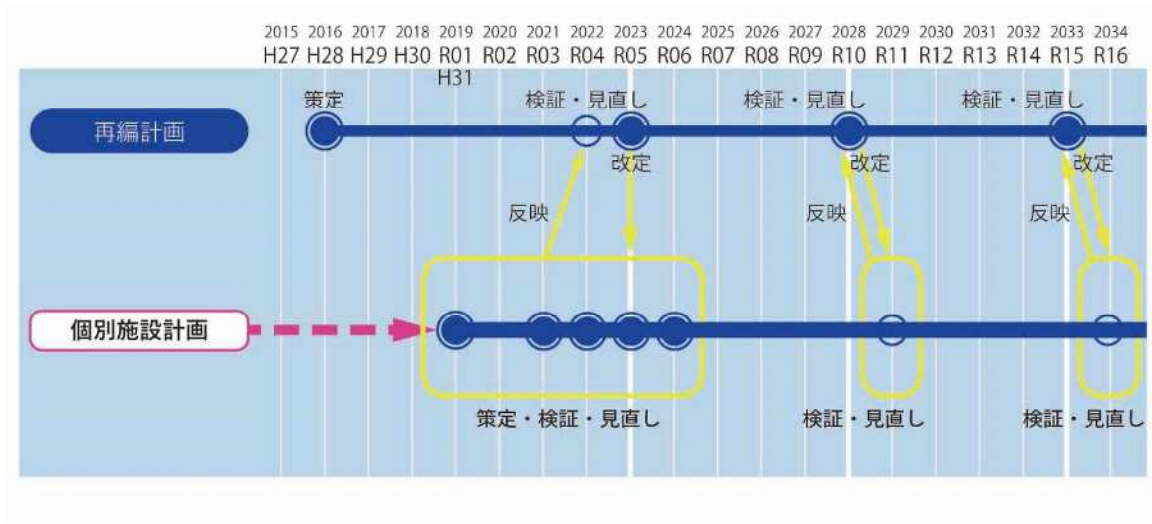 2015 2016 2017 2018 2019 2020 2021 2022 2023 2024 2025 2026 2027 2028 2029 2030 2031 2032 2033 2034
H27 H28 H29 H30 R01 R02 R03 R04 R05 R06 R07 R08 R09 R10 R11 R12 R13 R14 R15 R16
H31
策定 検証・見直し 検証・見直し 検証・見直し
再編計画
改定 改定 改定
反映 反映 反映
個別施設計画
策定・検証・見直し 検証・見直し 検証・見直し